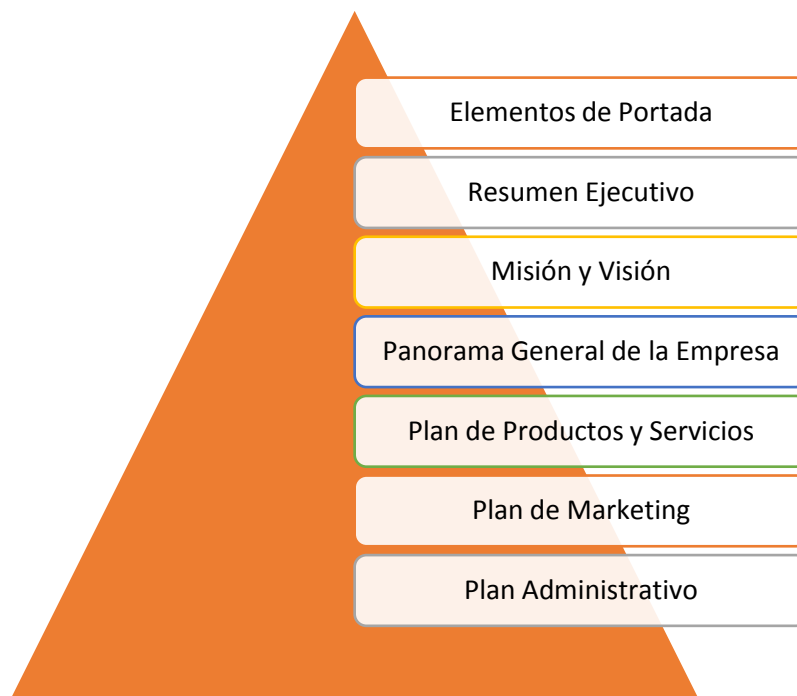 Elementos de Portada
Resumen Ejecutivo
Misión y Visión
Panorama General de la Empresa
Plan de Productos y Servicios
Plan de Marketing
Plan Administrativo